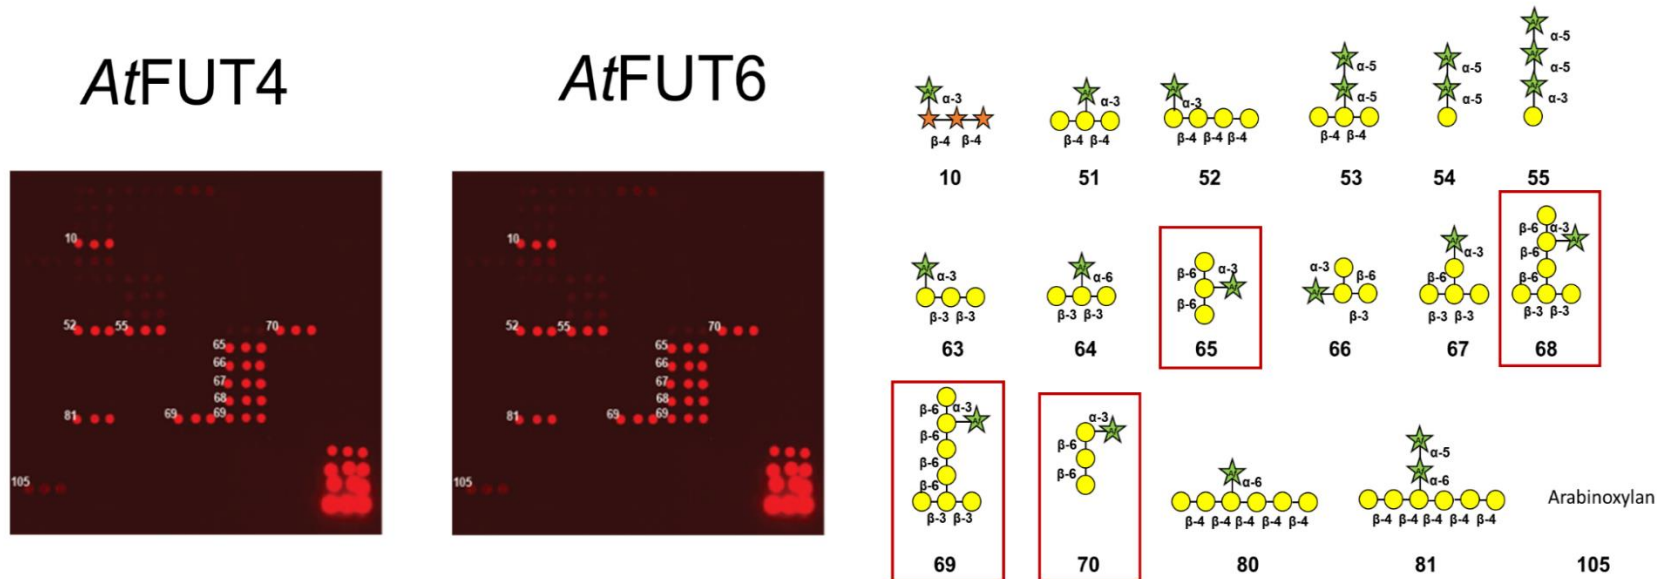 AtFUT4
10
52 55 70
65
66
67
68
81 69 69
105
AtFUT6
10
52 55 70
65
66
67
68
81 69 69
105
α-3
β-4 β-4
10
α-3
β-4 β-4
51
α-3
β-4 β-4 β-4
52
α-5
α-5
β-4 β-4
53
α-5
α-5
54
α-5
α-5
α-3
55
α-3
β-3 β-3
63
α-6
β-3 β-3
64
β-6 α-3
β-6
65
α-3 β-6
β-3
66
α-3
β-6
β-3 β-3
67
β-6 α-3
β-6
β-6
β-3 β-3
68
β-6 α-3
β-6
β-6
β-6
β-3 β-3
69
α-3
β-6
β-6
70
α-6
β-4 β-4 β-4 β-4 β-4
80
α-5
α-6
β-4 β-4 β-4 β-4 β-4
81
Arabinoxylan
105